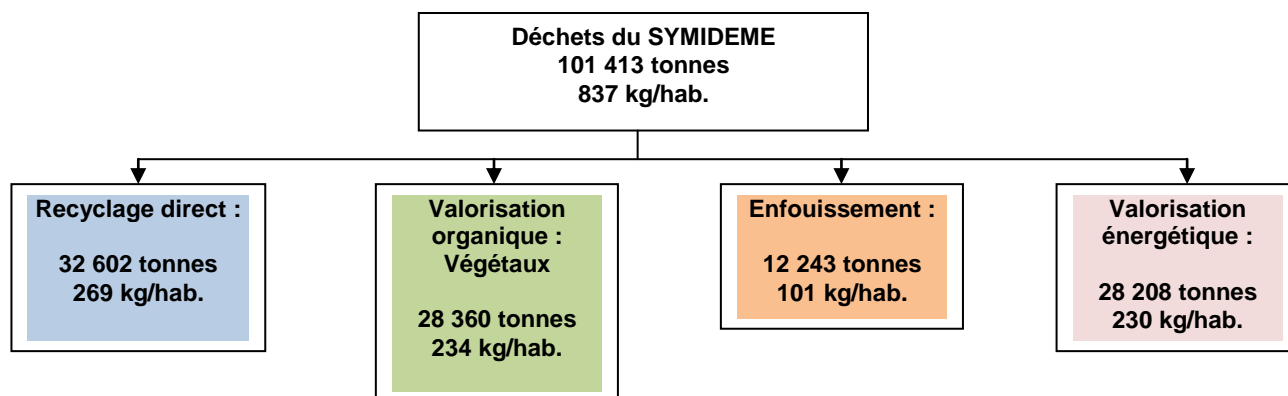 Déchets du SYMIDEME
101 413 tonnes
837 kg/hab.
Recyclage direct :
32 602 tonnes
269 kg/hab.
Valorisation
organique :
Végétaux
28 360 tonnes
234 kg/hab.
Enfouissement :
12 243 tonnes
101 kg/hab.
Valorisation
énergétique :
28 208 tonnes
230 kg/hab.